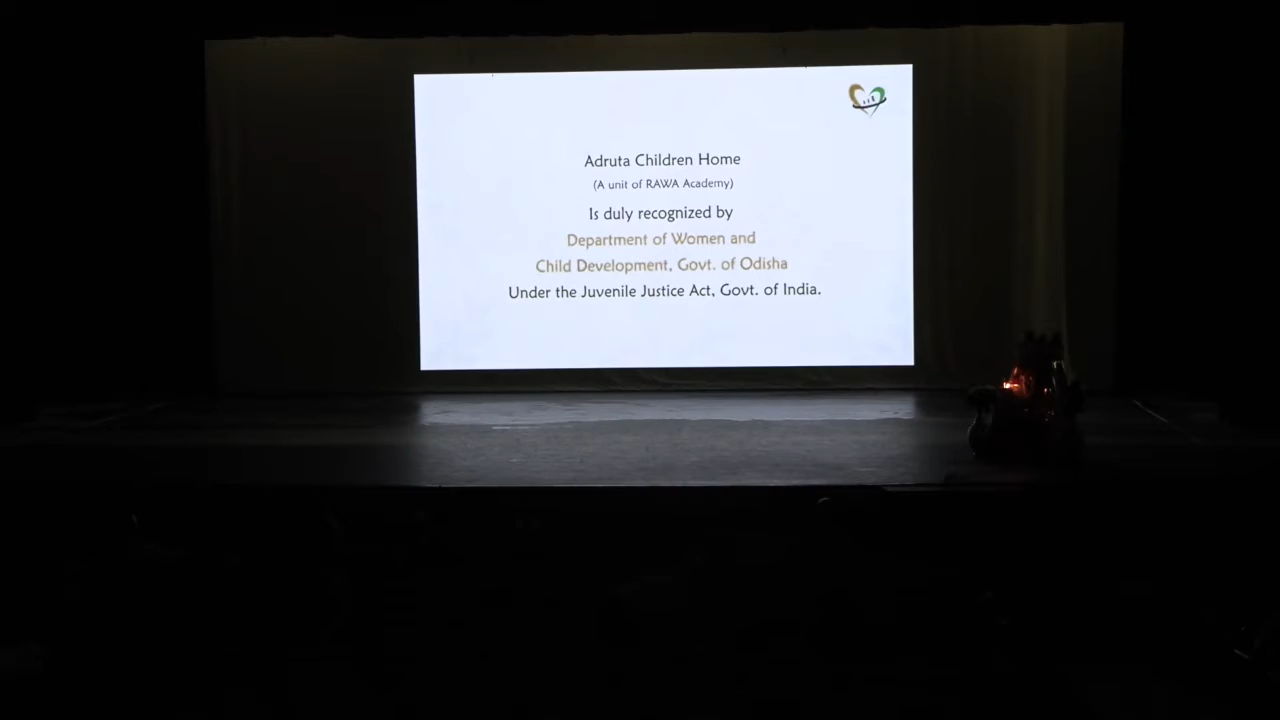 Adruta Children Home
(A unit of RAWA Academy)
Is duly recognized by
Department of Women and
Child Development, Govt. of Odisha
Under the Juvenile Justice Act, Govt. of India.